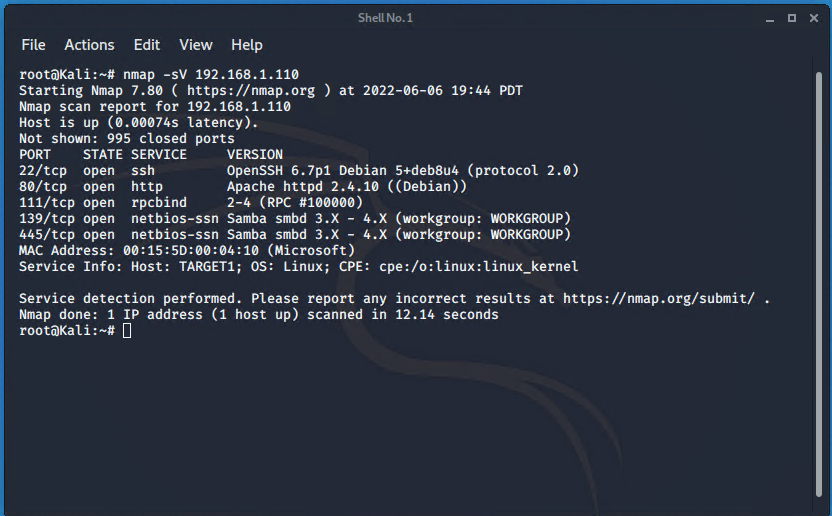 Shell No. 1
File Actions Edit View Help
root@Kali:~# nmap -sV 192.168.1.110
Starting Nmap 7.80 ( https://nmap.org ) at 2022-06-06 19:44 PDT
Nmap scan report for 192.168.1.110
Host is up (0.00074s latency).
Not shown: 995 closed ports
PORT    STATE SERVICE     VERSION
22/tcp  open  ssh         OpenSSH 6.7p1 Debian 5+deb8u4 (protocol 2.0)
80/tcp  open  http        Apache httpd 2.4.10 ((Debian))
111/tcp open  rpcbind     2-4 (RPC #100000)
139/tcp open  netbios-ssn Samba smbd 3.X - 4.X (workgroup: WORKGROUP)
445/tcp open  netbios-ssn Samba smbd 3.X - 4.X (workgroup: WORKGROUP)
MAC Address: 00:15:5D:00:04:10 (Microsoft)
Service Info: Host: TARGET1; OS: Linux; CPE: cpe:/o:linux:linux_kernel
Service detection performed. Please report any incorrect results at https://nmap.org/submit/ .
Nmap done: 1 IP address (1 host up) scanned in 12.14 seconds
root@Kali:~#